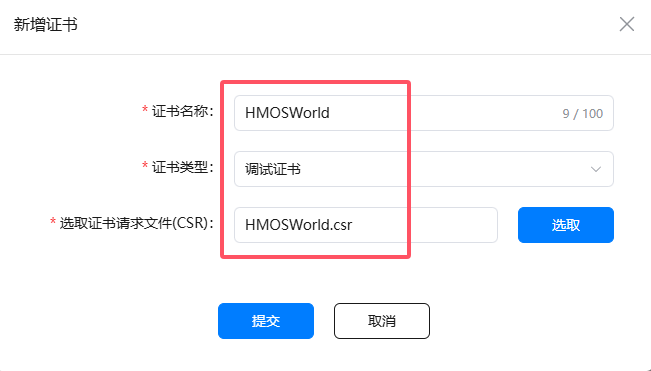 新增证书
* 证书名称： HMOSWorld 9 / 100
* 证书类型： 调试证书
* 选取证书请求文件(CSR)： HMOSWorld.csr 选取
提交 取消